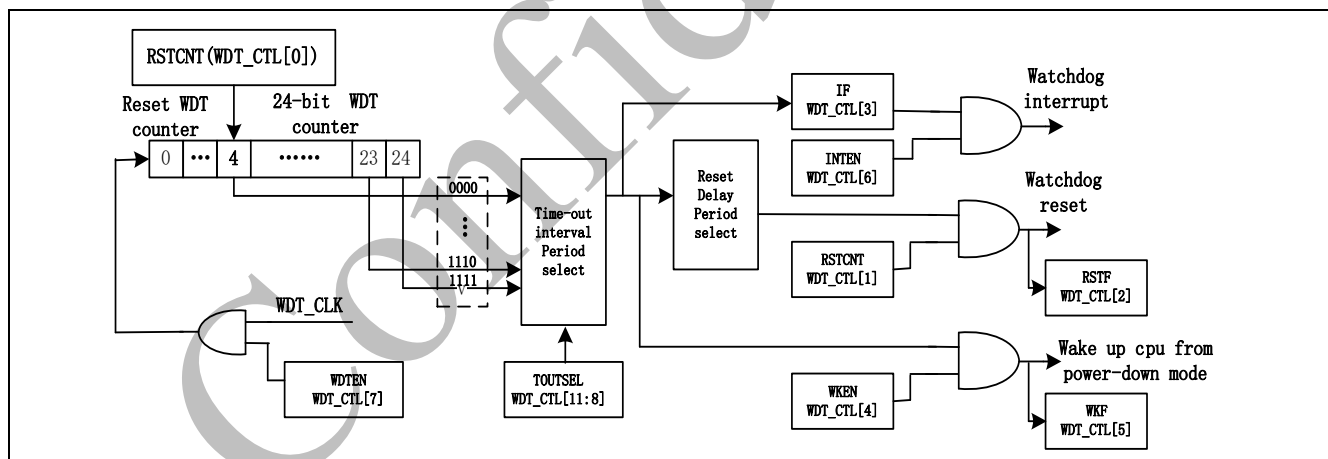 RSTCNT(WDT_CTL[0])
Reset WDT
counter
24-bit WDT
counter
0 ••• 4 •••••• 23 24
0000
1110
1111
Time-out
interval
Period
select
TOUTSEL
WDT_CTL[11:8]
WDT_CLK
WDTEN
WDT_CTL[7]
Reset
Delay
Period
select
IF
WDT_CTL[3]
INTEN
WDT_CTL[6]
Watchdog
interrupt
RSTCNT
WDT_CTL[1]
Watchdog
reset
RSTF
WDT_CTL[2]
WKEN
WDT_CTL[4]
Wake up cpu from
power-down mode
WKF
WDT_CTL[5]
Confid